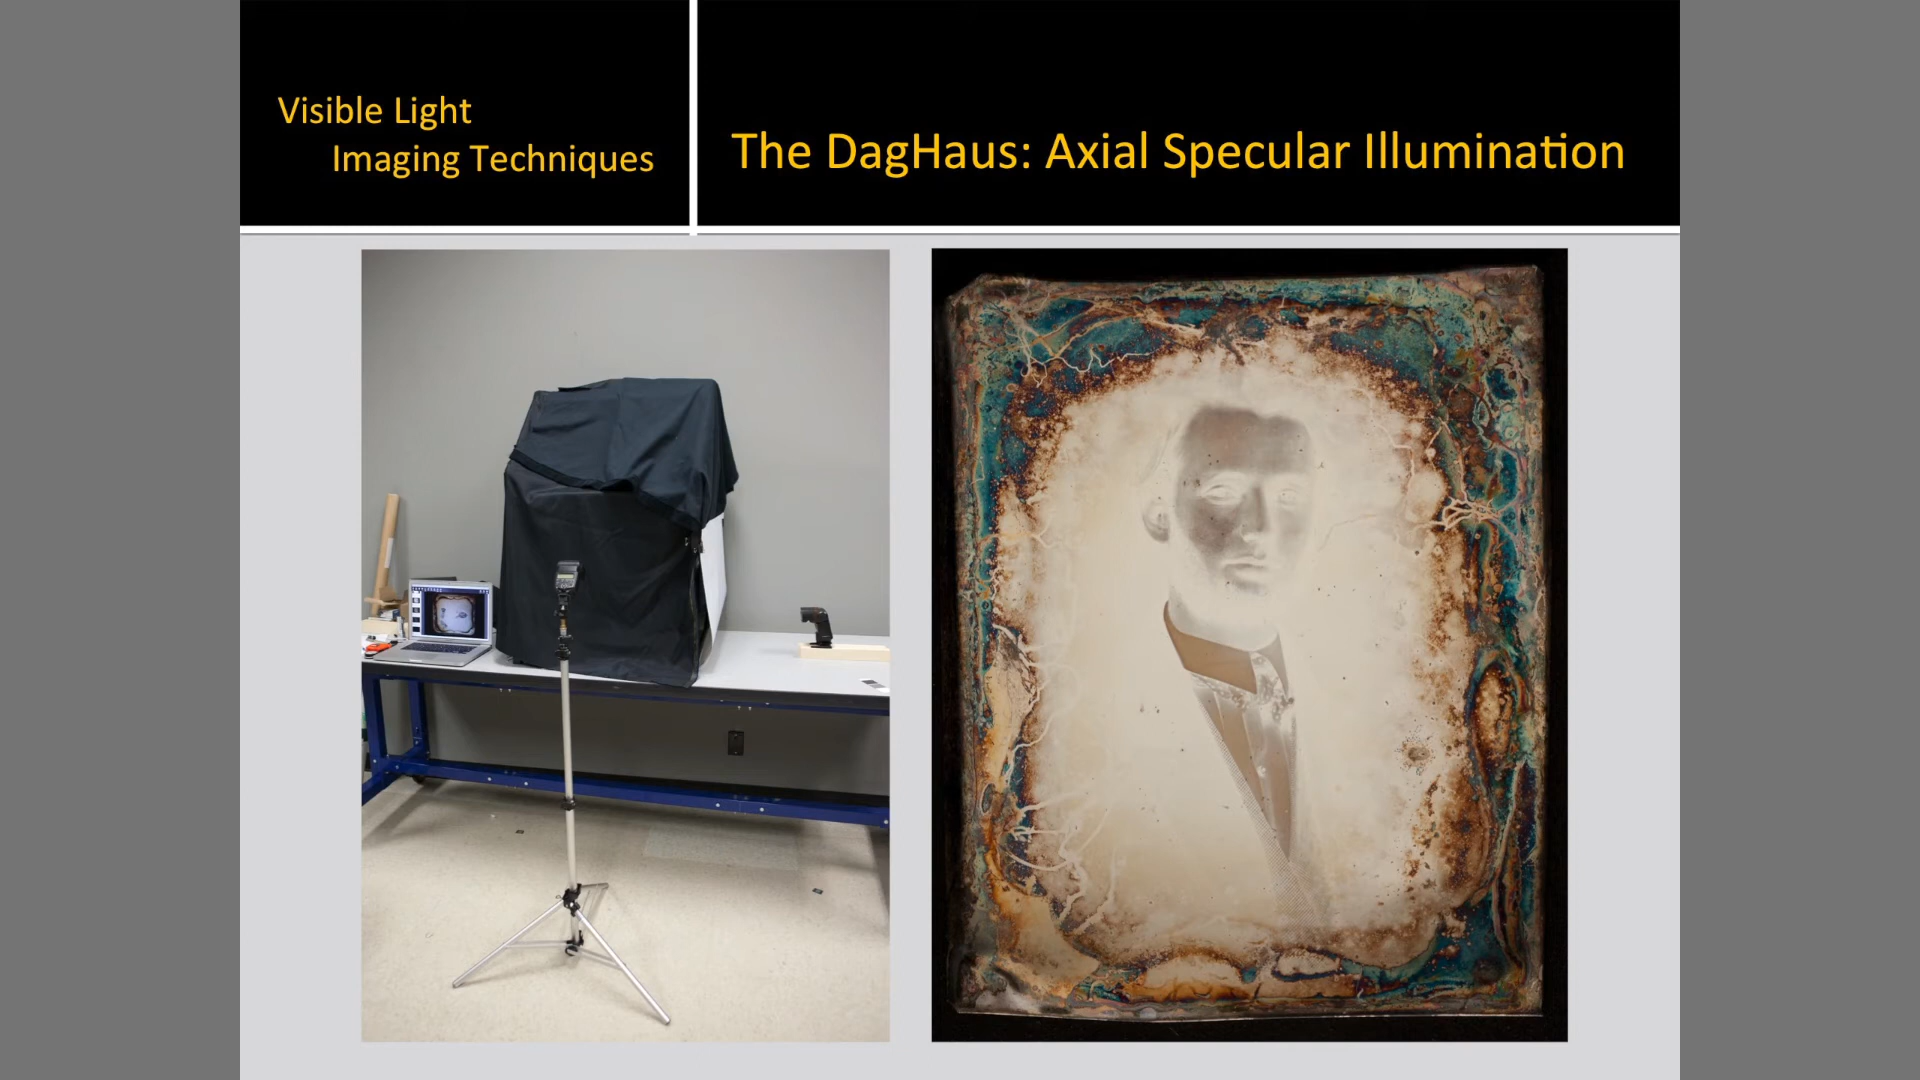 Visible Light
Imaging Techniques
The DagHaus: Axial Specular Illumination